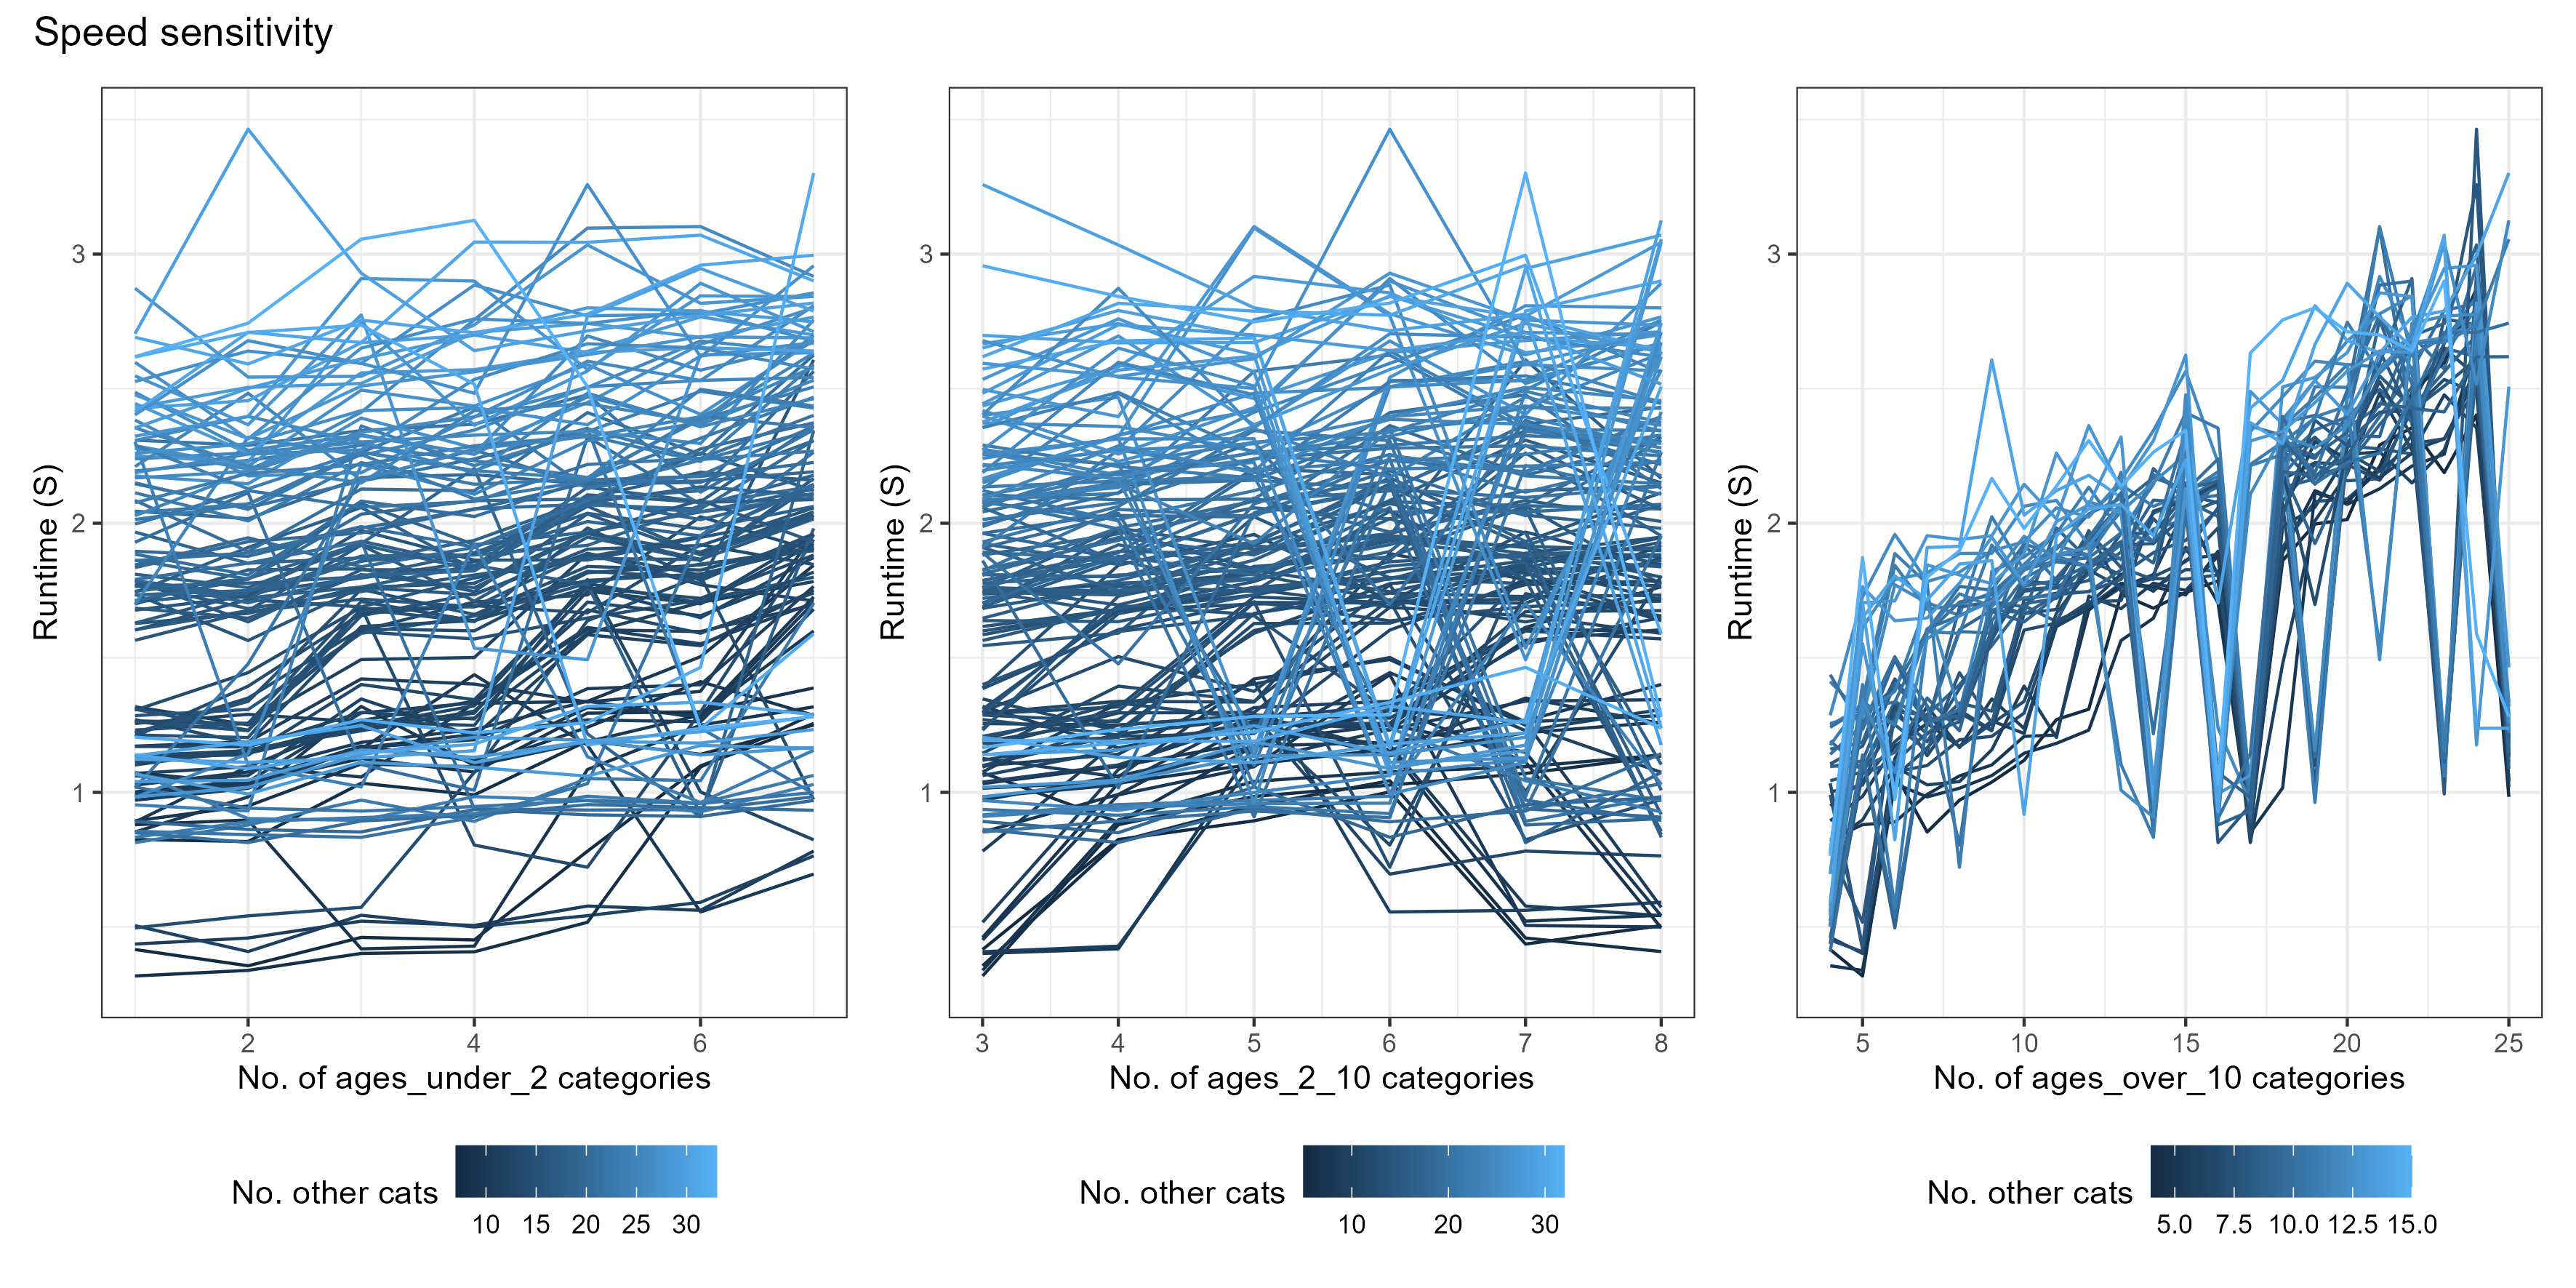 Speed sensitivity
Runtime (S)
3
2
1
2 4 6
No. of ages_under_2 categories
No. other cats
10 15 20 25 30
Runtime (S)
3
2
1
3 4 5 6 7 8
No. of ages_2_10 categories
No. other cats
10 20 30
Runtime (S)
3
2
1
5 10 15 20 25
No. of ages_over_10 categories
No. other cats
5.0 7.5 10.0 12.5 15.0